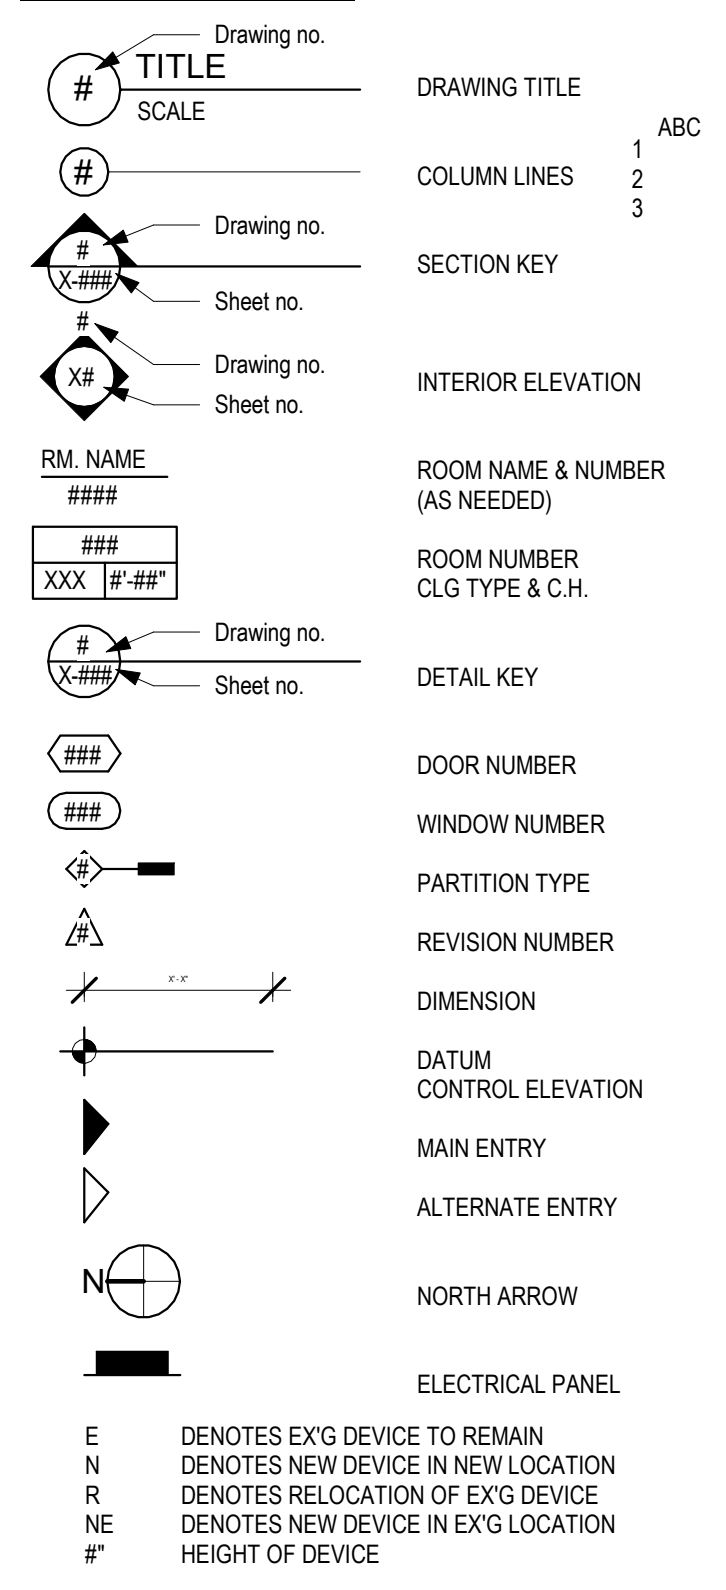 Drawing no.
# TITLE
SCALE
DRAWING TITLE
ABC
1
# COLUMN LINES 2
3
Drawing no.
#
X-###
SECTION KEY
Sheet no.
#
Drawing no.
X#
INTERIOR ELEVATION
Sheet no.
RM. NAME
####
ROOM NAME & NUMBER
(AS NEEDED)
###
XXX #'-##"
ROOM NUMBER
CLG TYPE & C.H.
# Drawing no.
X-### Sheet no.
DETAIL KEY
###
DOOR NUMBER
###
WINDOW NUMBER
#
PARTITION TYPE
#
REVISION NUMBER
X'-X"
DIMENSION
DATUM
CONTROL ELEVATION
MAIN ENTRY
ALTERNATE ENTRY
N
NORTH ARROW
ELECTRICAL PANEL
E DENOTES EX'G DEVICE TO REMAIN
N DENOTES NEW DEVICE IN NEW LOCATION
R DENOTES RELOCATION OF EX'G DEVICE
NE DENOTES NEW DEVICE IN EX'G LOCATION
#" HEIGHT OF DEVICE